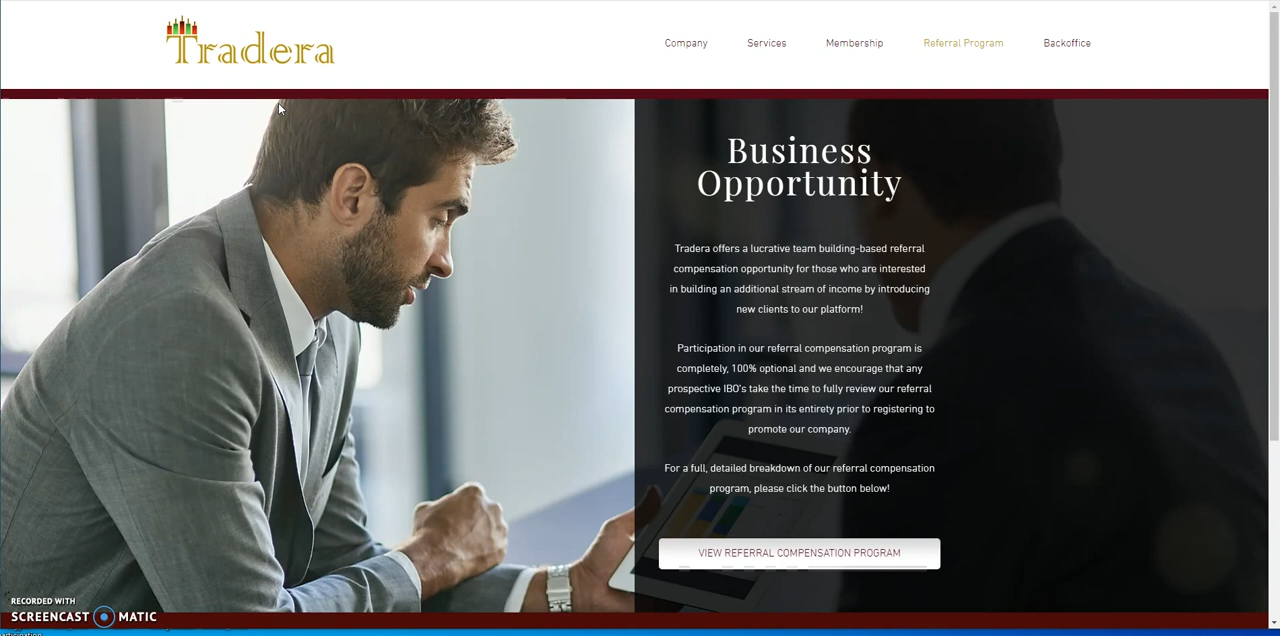 Tradera
Company Services Membership Referral Program Backoffice
Business
Opportunity
Tradera offers a lucrative team building-based referral
compensation opportunity for those who are interested
in building an additional stream of income by introducing
new clients to our platform!
Participation in our referral compensation program is
completely, 100% optional and we encourage that any
prospective IBO's take the time to fully review our referral
compensation program in its entirety prior to registering to
promote our company.
For a full, detailed breakdown of our referral compensation
program, please click the button below!
VIEW REFERRAL COMPENSATION PROGRAM
RECORDED WITH
SCREENCAST MATIC